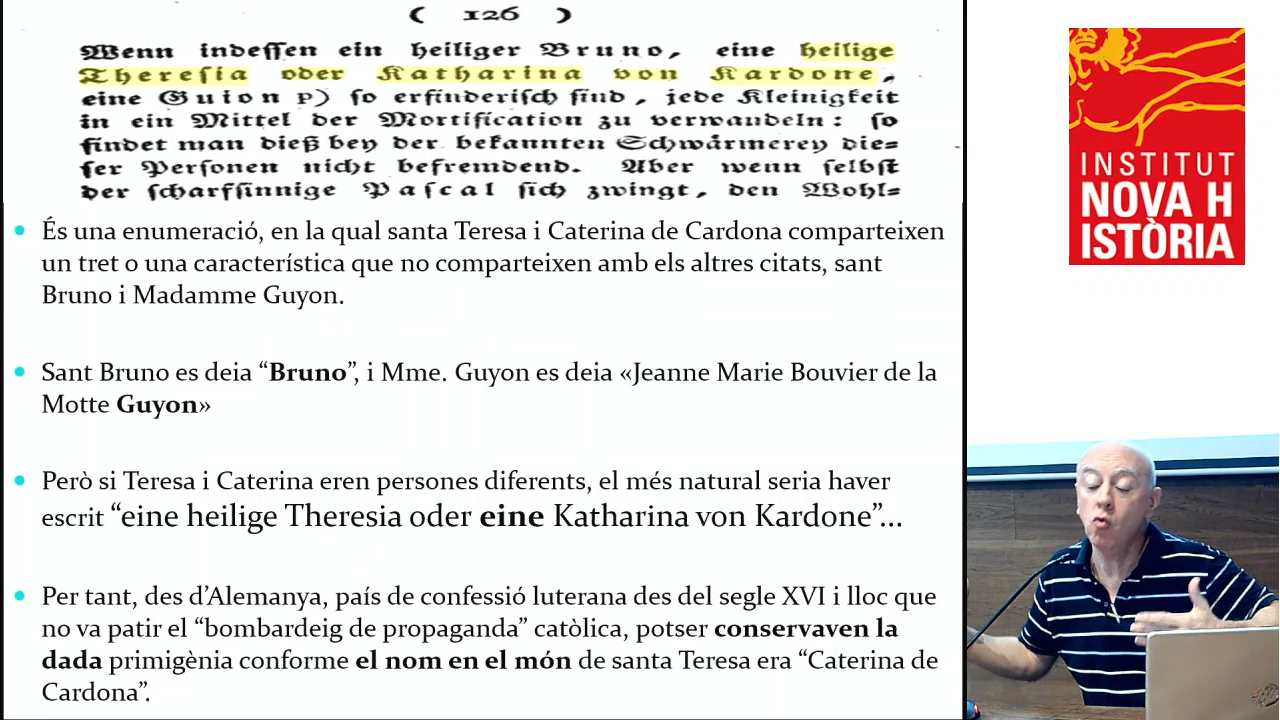 ( 126 )
Wenn indeſſen ein heiliger Bruno, eine heilige
Thereſia oder Katharina von Kardone,
eine Guion p) ſo erfinderiſch ſind, jede Kleinigkeit
in ein Mittel der Mortification zu verwandeln: ſo
findet man dieß bey der bekannten Schwärmerey die=
ſer Perſonen nicht befremdend. Aber wenn ſelbſt
der ſcharfſinnige Pascal ſich zwingt, den Wohl=
És una enumeració, en la qual santa Teresa i Caterina de Cardona comparteixen
un tret o una característica que no comparteixen amb els altres citats, sant
Bruno i Madamme Guyon.
Sant Bruno es deia “Bruno”, i Mme. Guyon es deia «Jeanne Marie Bouvier de la
Motte Guyon»
Però si Teresa i Caterina eren persones diferents, el més natural seria haver
escrit “eine heilige Theresia oder eine Katharina von Kardone”...
Per tant, des d’Alemanya, país de confessió luterana des del segle XVI i lloc que
no va patir el “bombardeig de propaganda” catòlica, potser conservaven la
dada primigènia conforme el nom en el món de santa Teresa era “Caterina de
Cardona”.
INSTITUT
NOVA H
ISTÒRIA